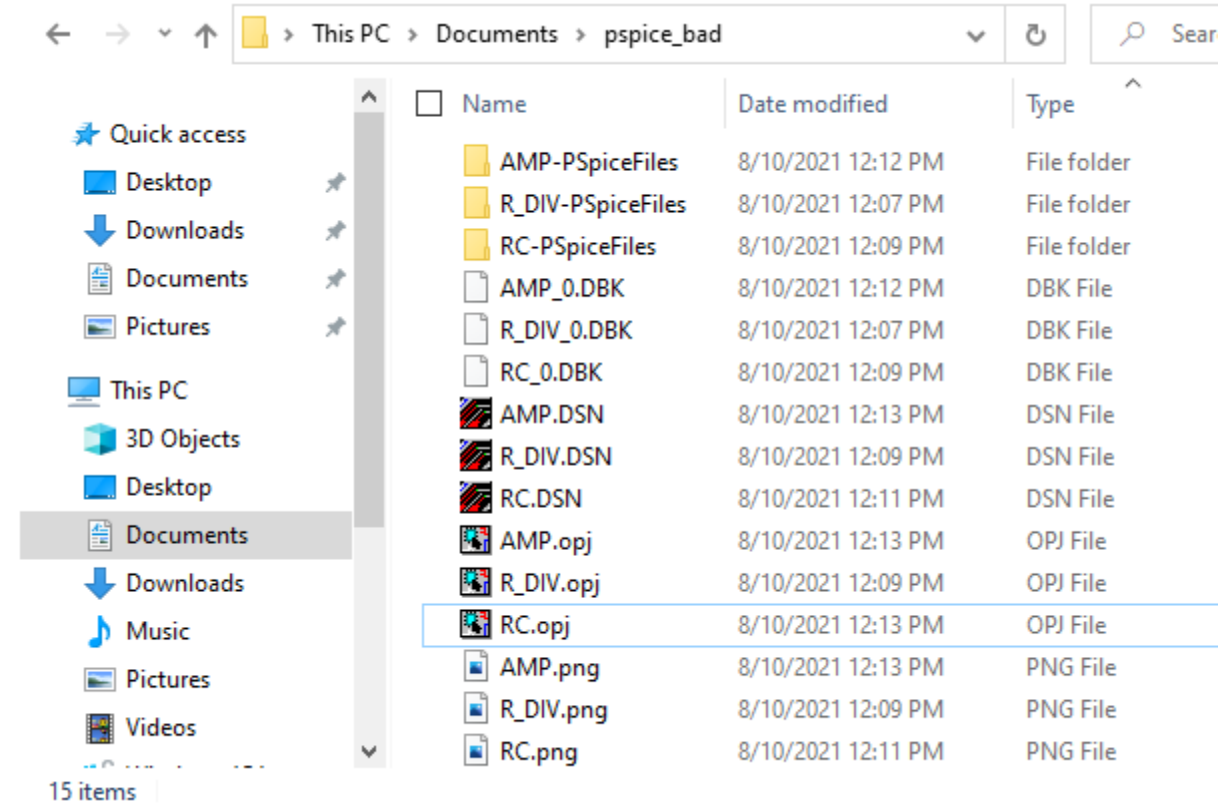 This PC > Documents > pspice_bad Sear
Name Date modified Type
Quick access
Desktop
Downloads
Documents
Pictures
This PC
3D Objects
Desktop
Documents
Downloads
Music
Pictures
Videos
AMP-PSpiceFiles 8/10/2021 12:12 PM File folder
R_DIV-PSpiceFiles 8/10/2021 12:07 PM File folder
RC-PSpiceFiles 8/10/2021 12:09 PM File folder
AMP_0.DBK 8/10/2021 12:12 PM DBK File
R_DIV_0.DBK 8/10/2021 12:07 PM DBK File
RC_0.DBK 8/10/2021 12:09 PM DBK File
AMP.DSN 8/10/2021 12:13 PM DSN File
R_DIV.DSN 8/10/2021 12:09 PM DSN File
RC.DSN 8/10/2021 12:11 PM DSN File
AMP.opj 8/10/2021 12:13 PM OPJ File
R_DIV.opj 8/10/2021 12:09 PM OPJ File
RC.opj 8/10/2021 12:13 PM OPJ File
AMP.png 8/10/2021 12:13 PM PNG File
R_DIV.png 8/10/2021 12:09 PM PNG File
RC.png 8/10/2021 12:11 PM PNG File
15 items